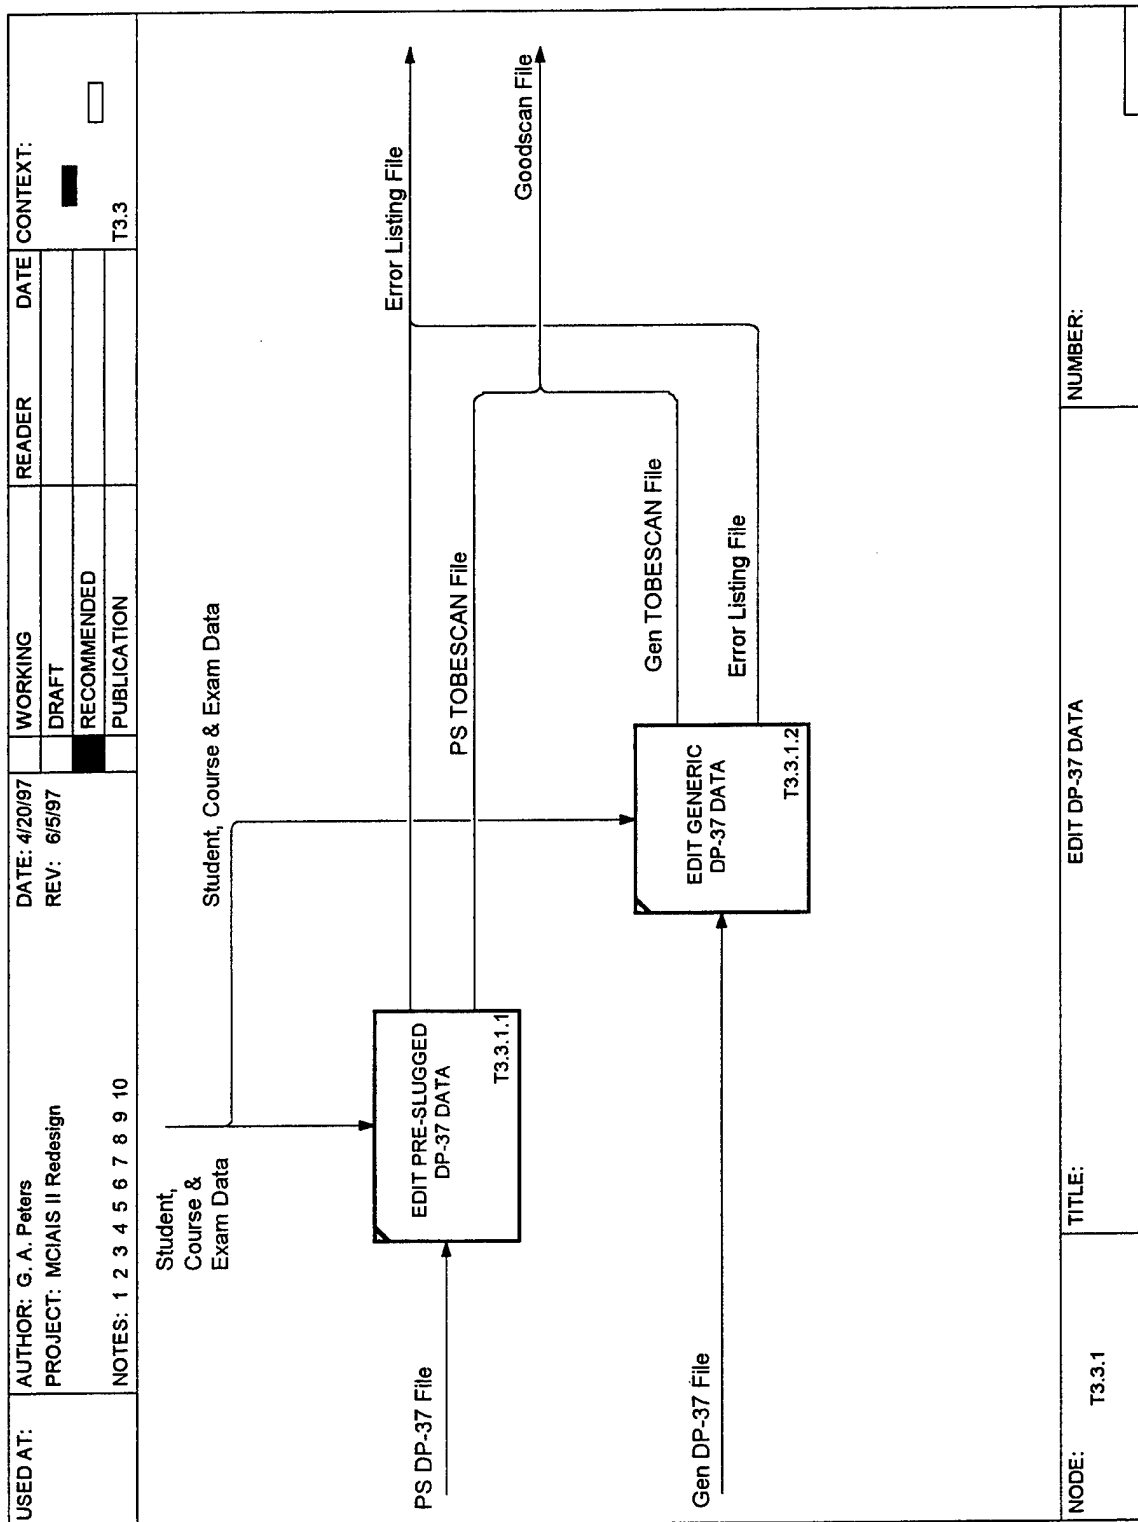 USED AT:
AUTHOR: G. A. Peters
PROJECT: MCIAIS II Redesign
NOTES: 1 2 3 4 5 6 7 8 9 10
DATE: 4/20/97
REV: 6/5/97
WORKING
DRAFT
RECOMMENDED
PUBLICATION
READER
DATE
CONTEXT:
T3.3
Student,
Course &
Exam Data
Student, Course & Exam Data
PS DP-37 File
EDIT PRE-SLUGGED
DP-37 DATA
T3.3.1.1
Error Listing File
PS TOBESCAN File
Goodscan File
Gen DP-37 File
EDIT GENERIC
DP-37 DATA
T3.3.1.2
Gen TOBESCAN File
Error Listing File
NODE:
T3.3.1
TITLE:
EDIT DP-37 DATA
NUMBER: